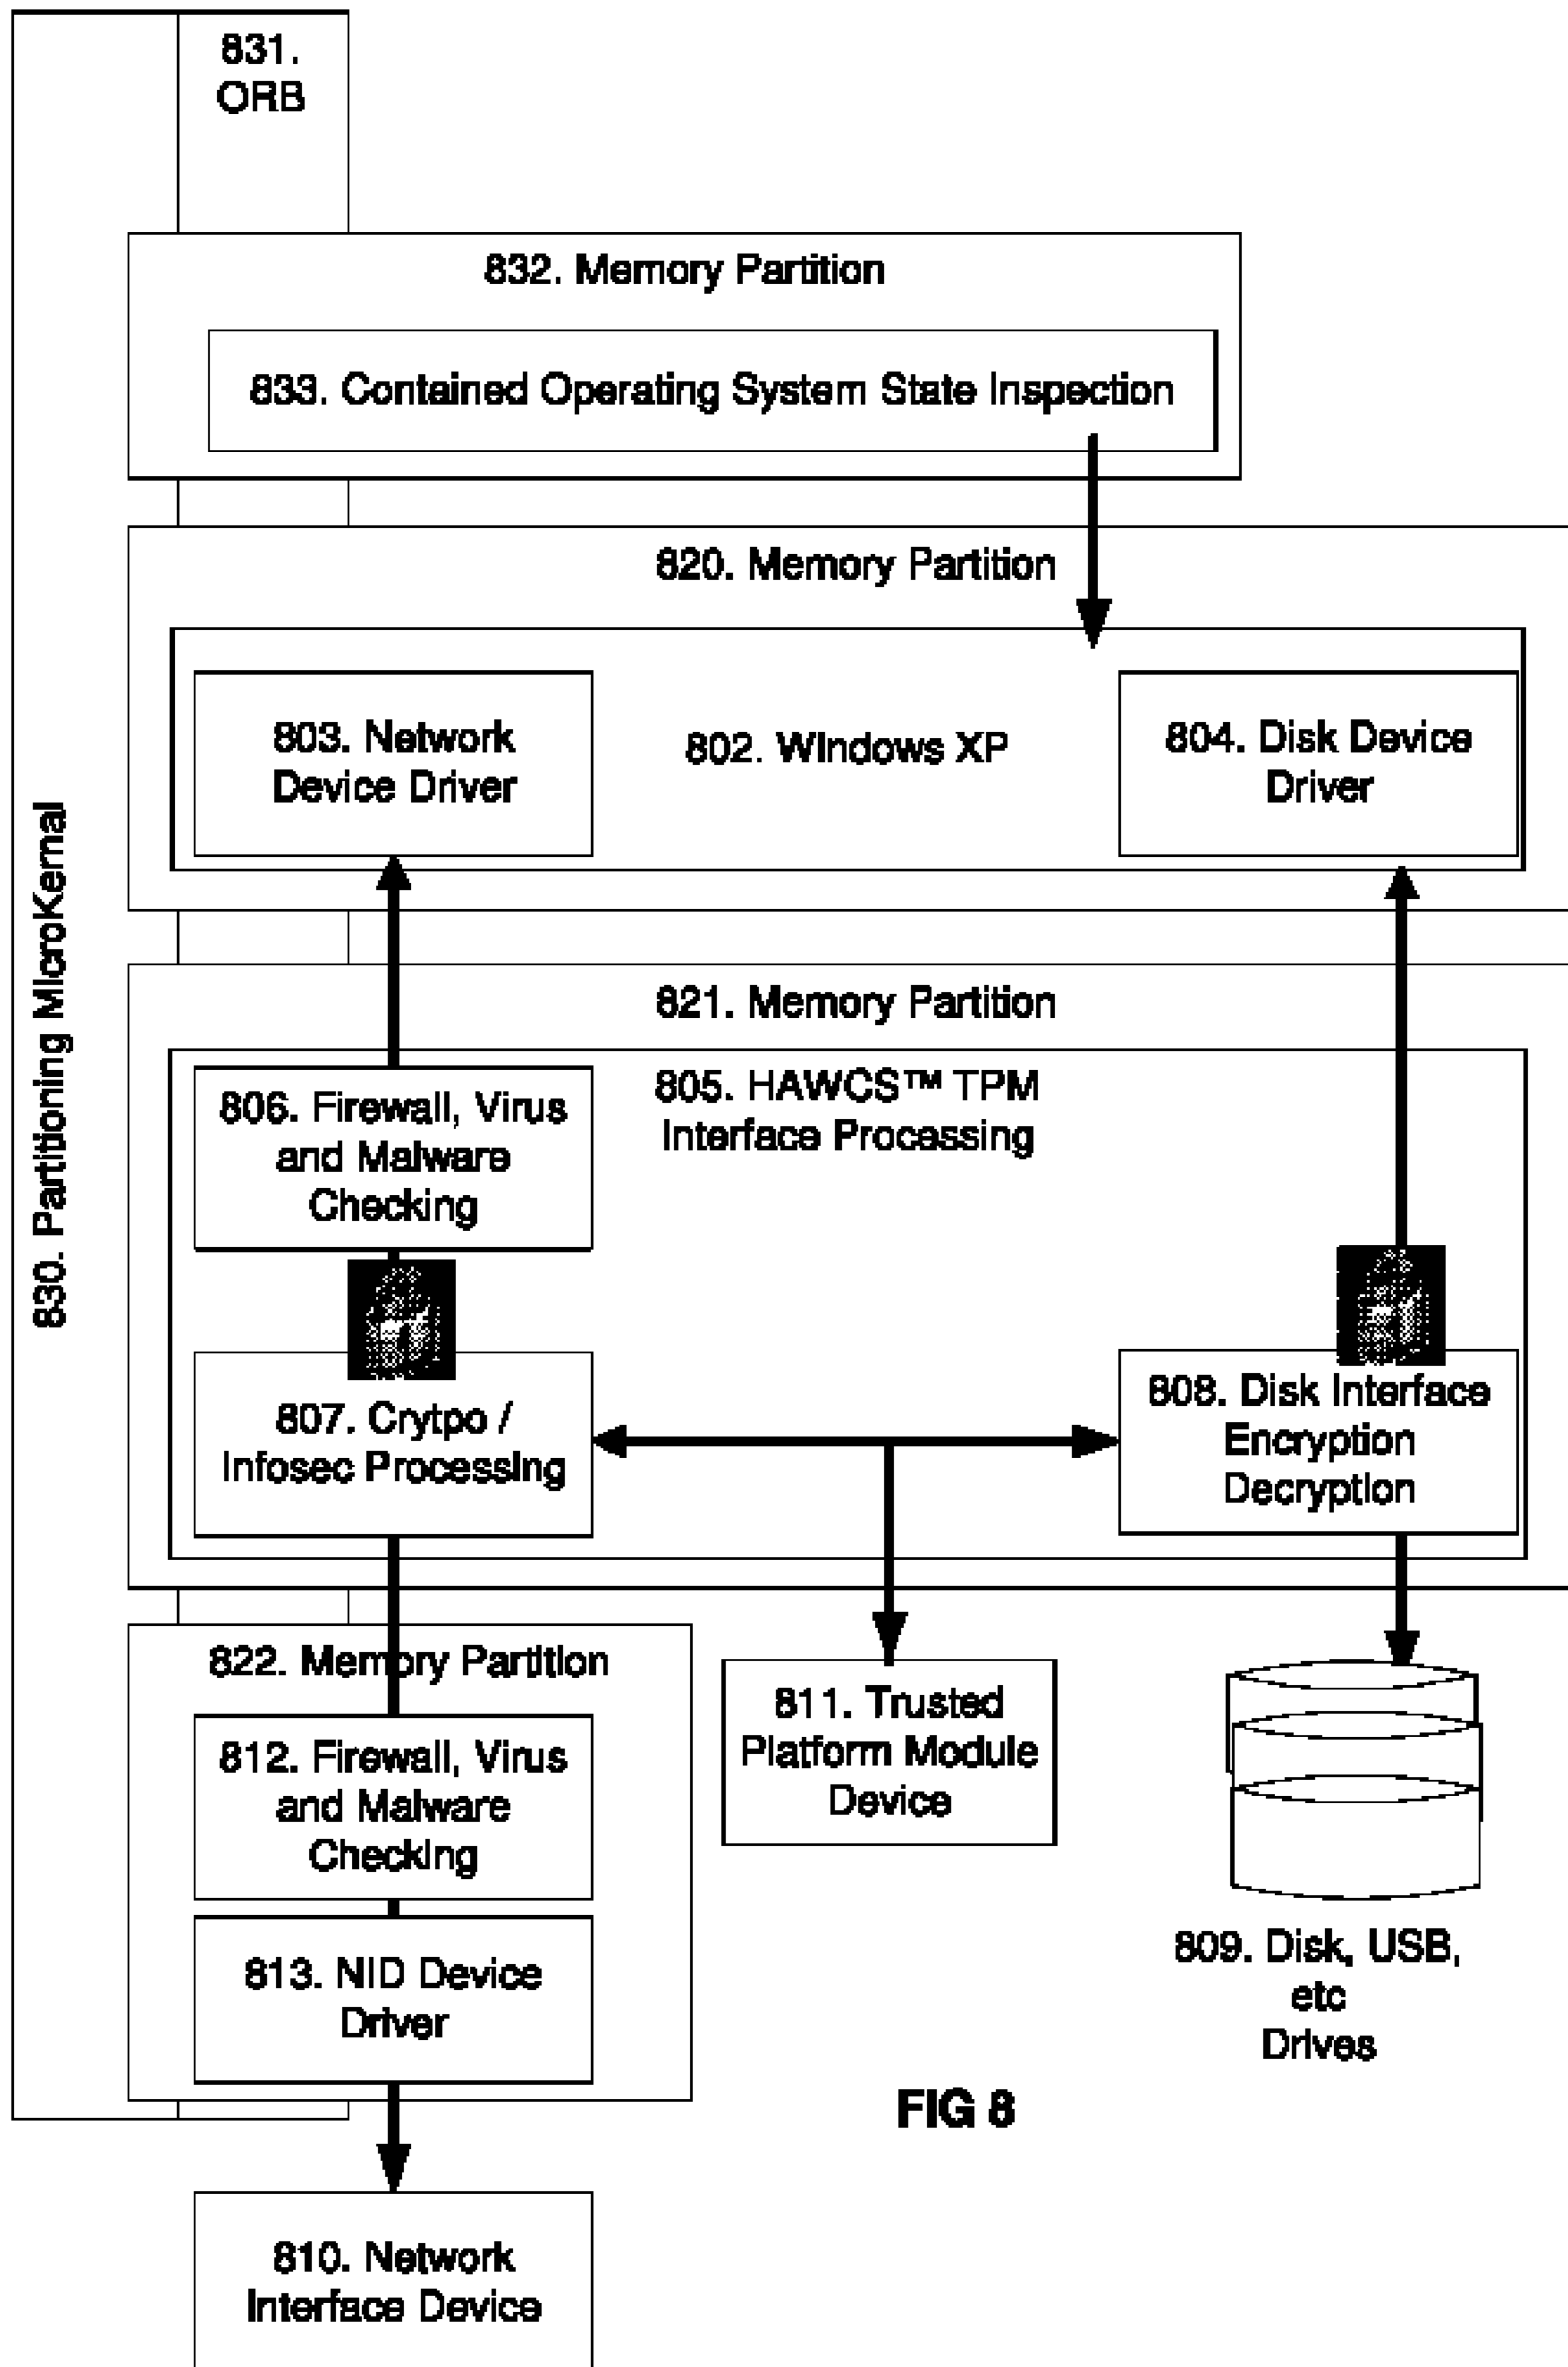 831.
ORB
832. Memory Partition
833. Contained Operating System State Inspection
820. Memory Partition
803. Network
Device Driver
802. Windows XP
804. Disk Device
Driver
830. Partitioning MicroKernal
821. Memory Partition
805. HAWCS™ TPM
Interface Processing
806. Firewall, Virus
and Malware
Checking
807. Crytpo /
Infosec Processing
808. Disk Interface
Encryption
Decryption
822. Memory Partition
811. Trusted
Platform Module
Device
812. Firewall, Virus
and Malware
Checking
813. NID Device
Driver
809. Disk, USB,
etc
Drives
FIG 8
810. Network
Interface Device